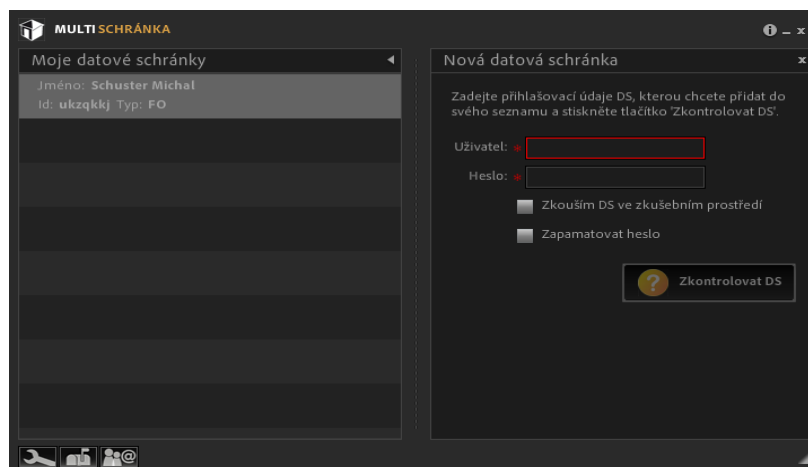 MULTISCHRÁNKA
Moje datové schránky
Jméno: Schuster Michal
Id: ukzqkkj Typ: FO
Nová datová schránka
Zadejte přihlašovací údaje DS, kterou chcete přidat do
svého seznamu a stiskněte tlačítko 'Zkontrolovat DS'.
Uživatel: *
Heslo: *
Zkouším DS ve zkušebním prostředí
Zapamatovat heslo
? Zkontrolovat DS